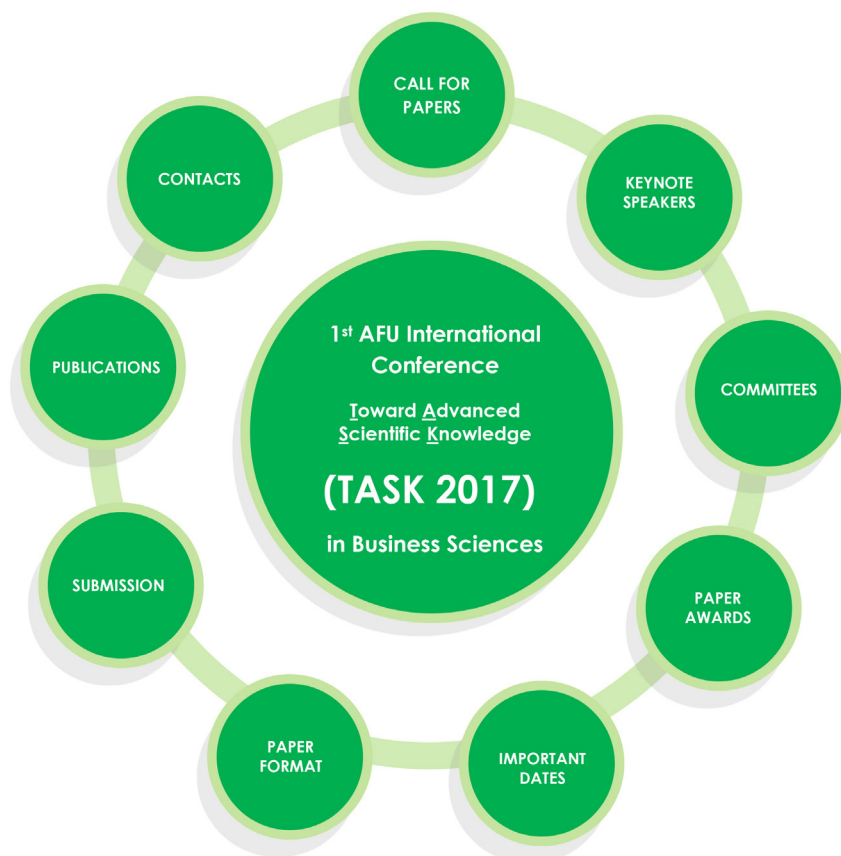 CALL FOR
PAPERS
KEYNOTE
SPEAKERS
COMMITTEES
PAPER
AWARDS
IMPORTANT
DATES
PAPER
FORMAT
SUBMISSION
PUBLICATIONS
CONTACTS
1st AFU International
Conference
Toward Advanced
Scientific Knowledge
(TASK 2017)
in Business Sciences